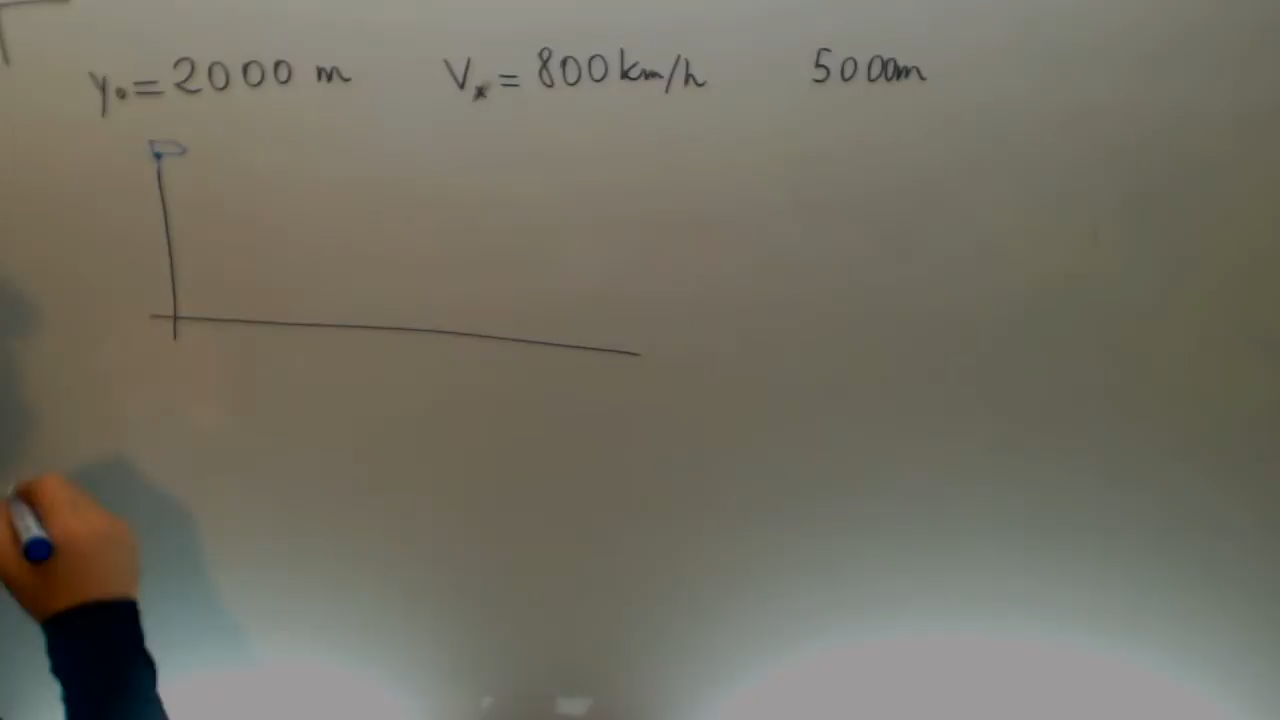 y₀ = 2000 m Vₓ = 800 km/h 5000m